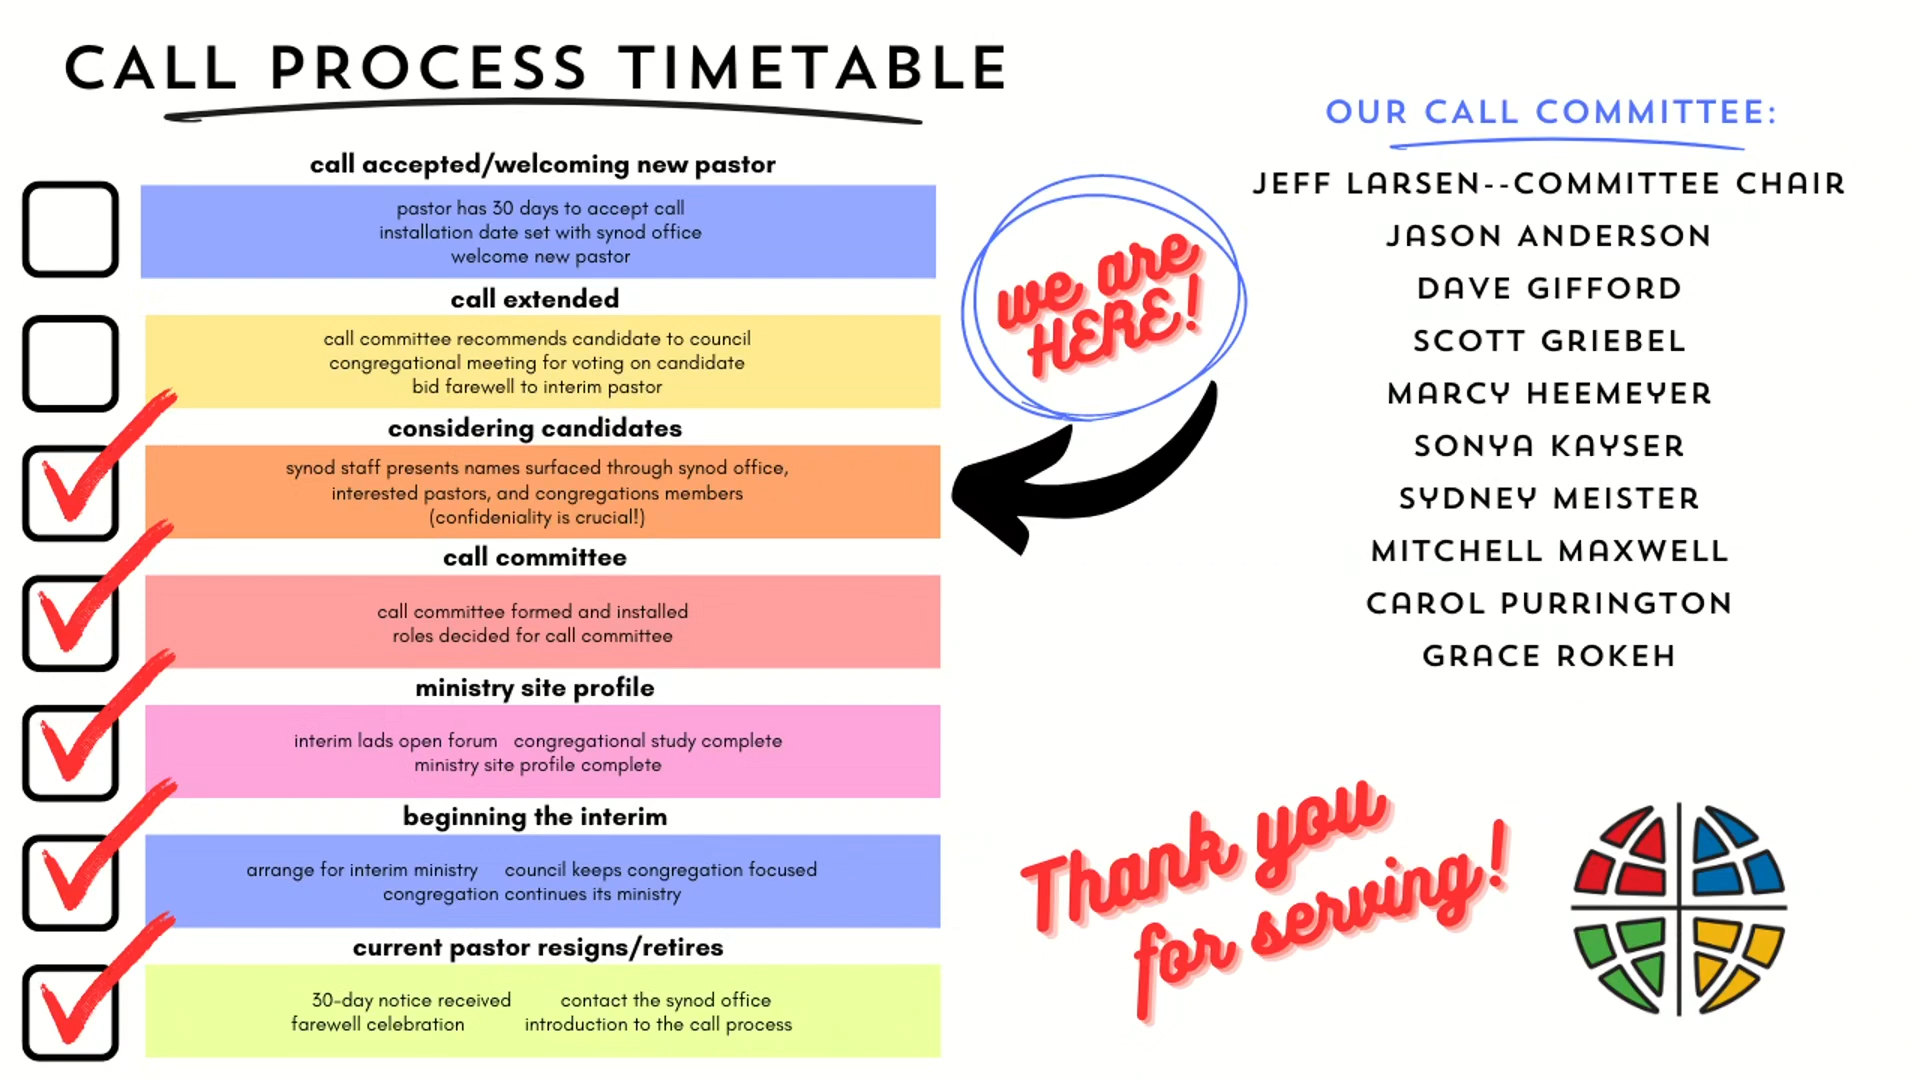 CALL PROCESS TIMETABLE
call accepted/welcoming new pastor
pastor has 30 days to accept call
installation date set with synod office
welcome new pastor
call extended
call committee recommends candidate to council
congregational meeting for voting on candidate
bid farewell to interim pastor
considering candidates
synod staff presents names surfaced through synod office,
interested pastors, and congregations members
(confideniality is crucial!)
call committee
call committee formed and installed
roles decided for call committee
ministry site profile
interim lads open forum congregational study complete
ministry site profile complete
beginning the interim
arrange for interim ministry council keeps congregation focused
congregation continues its ministry
current pastor resigns/retires
30-day notice received contact the synod office
farewell celebration introduction to the call process
we are
HERE!
OUR CALL COMMITTEE:
JEFF LARSEN--COMMITTEE CHAIR
JASON ANDERSON
DAVE GIFFORD
SCOTT GRIEBEL
MARCY HEEMEYER
SONYA KAYSER
SYDNEY MEISTER
MITCHELL MAXWELL
CAROL PURRINGTON
GRACE ROKEH
Thank you
for serving!